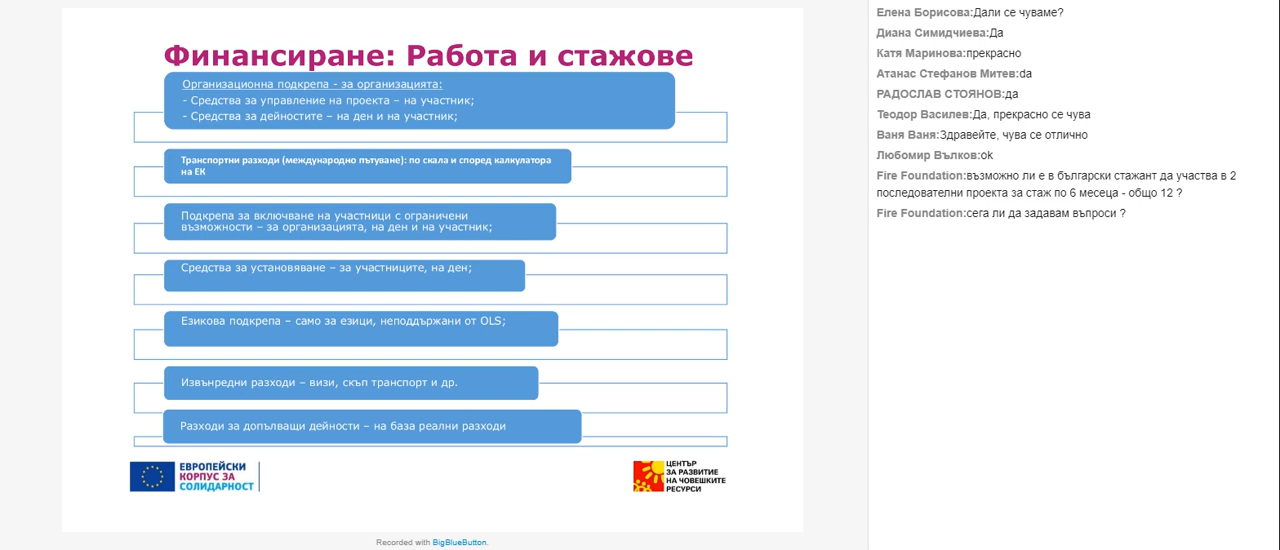 Финансиране: Работа и стажове
Организационна подкрепа - за организацията:
- Средства за управление на проекта – на участник;
- Средства за дейностите – на ден и на участник;
Транспортни разходи (международно пътуване): по скала и според калкулатора
на ЕК
Подкрепа за включване на участници с ограничени
възможности – за организацията, на ден и на участник;
Средства за установяване – за участниците, на ден;
Езикова подкрепа – само за езици, неподдържани от OLS;
Извънредни разходи – визи, скъп транспорт и др.
Разходи за допълващи дейности – на база реални разходи
ЕВРОПЕЙСКИ
КОРПУС ЗА
СОЛИДАРНОСТ
ЦЕНТЪР
ЗА РАЗВИТИЕ
НА ЧОВЕШКИТЕ
РЕСУРСИ
Recorded with BigBlueButton.
Елена Борисова:Дали се чуваме?
Диана Симидчиева:Да
Катя Маринова:прекрасно
Атанас Стефанов Митев:da
РАДОСЛАВ СТОЯНОВ:да
Теодор Василев:Да, прекрасно се чува
Ваня Ваня:Здравейте, чува се отлично
Любомир Вълков:ok
Fire Foundation:възможно ли е в български стажант да участва в 2
последователни проекта за стаж по 6 месеца - общо 12 ?
Fire Foundation:сега ли да задавам въпроси ?